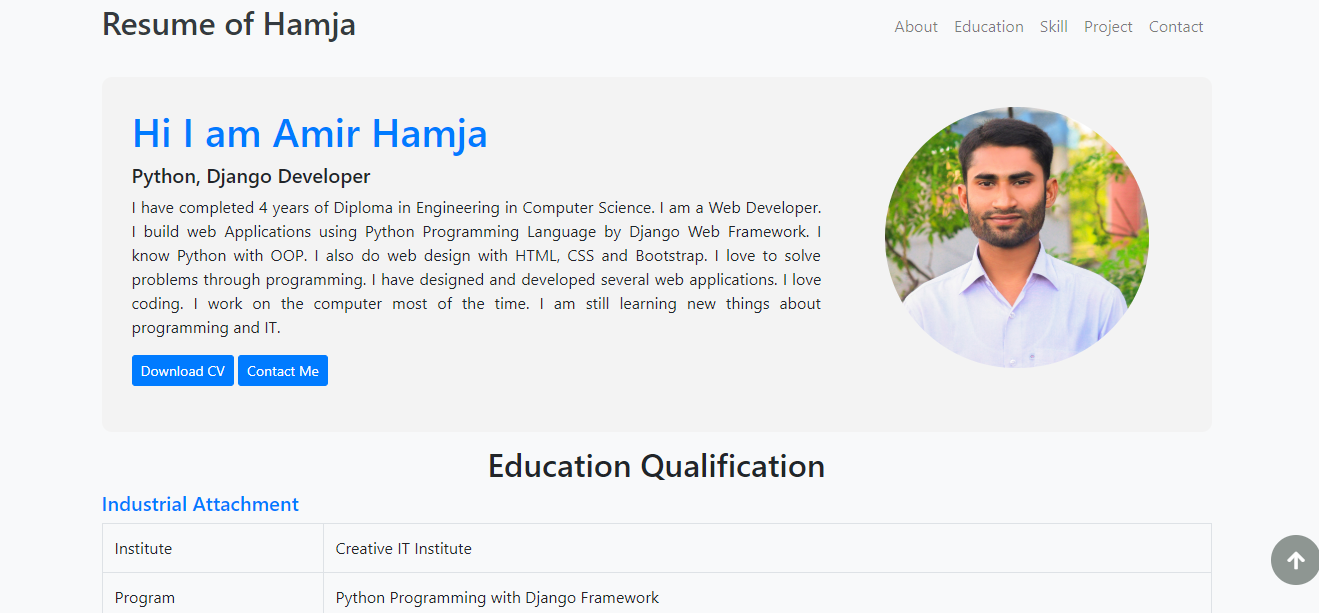 Resume of Hamja
About Education Skill Project Contact
Hi I am Amir Hamja
Python, Django Developer
I have completed 4 years of Diploma in Engineering in Computer Science. I am a Web Developer.
I build web Applications using Python Programming Language by Django Web Framework. I
know Python with OOP. I also do web design with HTML, CSS and Bootstrap. I love to solve
problems through programming. I have designed and developed several web applications. I love
coding. I work on the computer most of the time. I am still learning new things about
programming and IT.
Download CV Contact Me
Education Qualification
Industrial Attachment
Institute Creative IT Institute
Program Python Programming with Django Framework